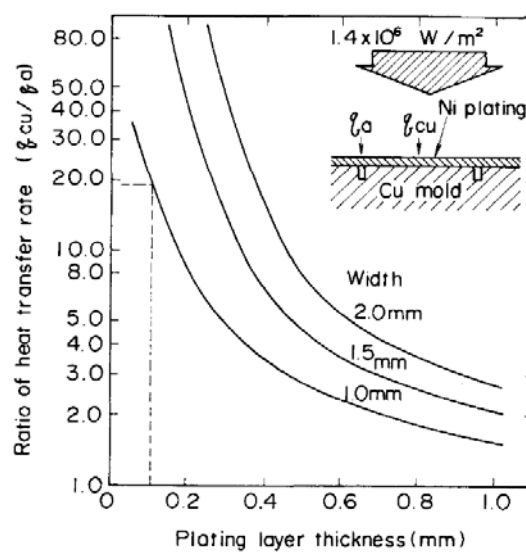 Ratio of heat transfer rate (qcu/qa)
80.0
50.0
40.0
30.0
20.0
10.0
8.0
5.0
4.0
3.0
2.0
1.0
0
0.2
0.4
0.6
0.8
1.0
Plating layer thickness(mm)
1.4x10⁶ W/m²
qa
qcu
Ni plating
Cu mold
Width
2.0mm
1.5mm
1.0mm